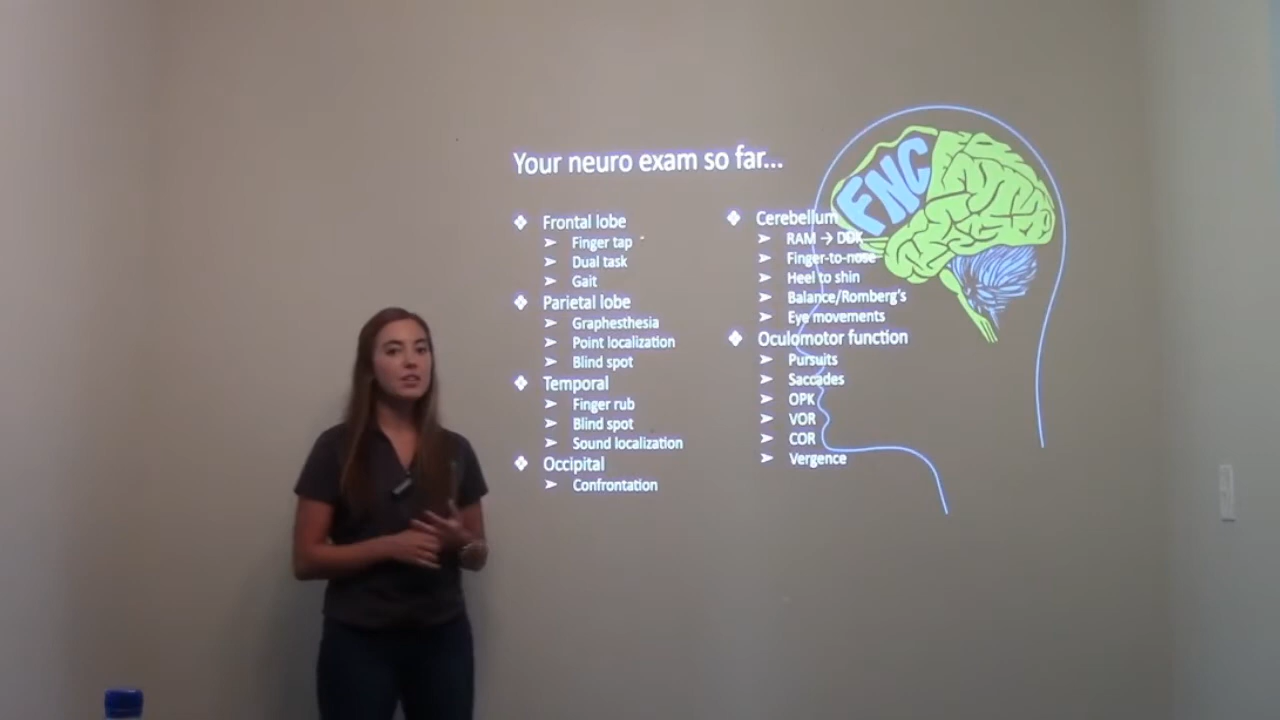 Your neuro exam so far...
❖ Frontal lobe
➤ Finger tap
➤ Dual task
➤ Gait
❖ Parietal lobe
➤ Graphesthesia
➤ Point localization
➤ Blind spot
❖ Temporal
➤ Finger rub
➤ Blind spot
➤ Sound localization
❖ Occipital
➤ Confrontation
❖ Cerebellum
➤ RAM → DDK
➤ Finger-to-nose
➤ Heel to shin
➤ Balance/Romberg's
➤ Eye movements
❖ Oculomotor function
➤ Pursuits
➤ Saccades
➤ OPK
➤ VOR
➤ COR
➤ Vergence
FNC